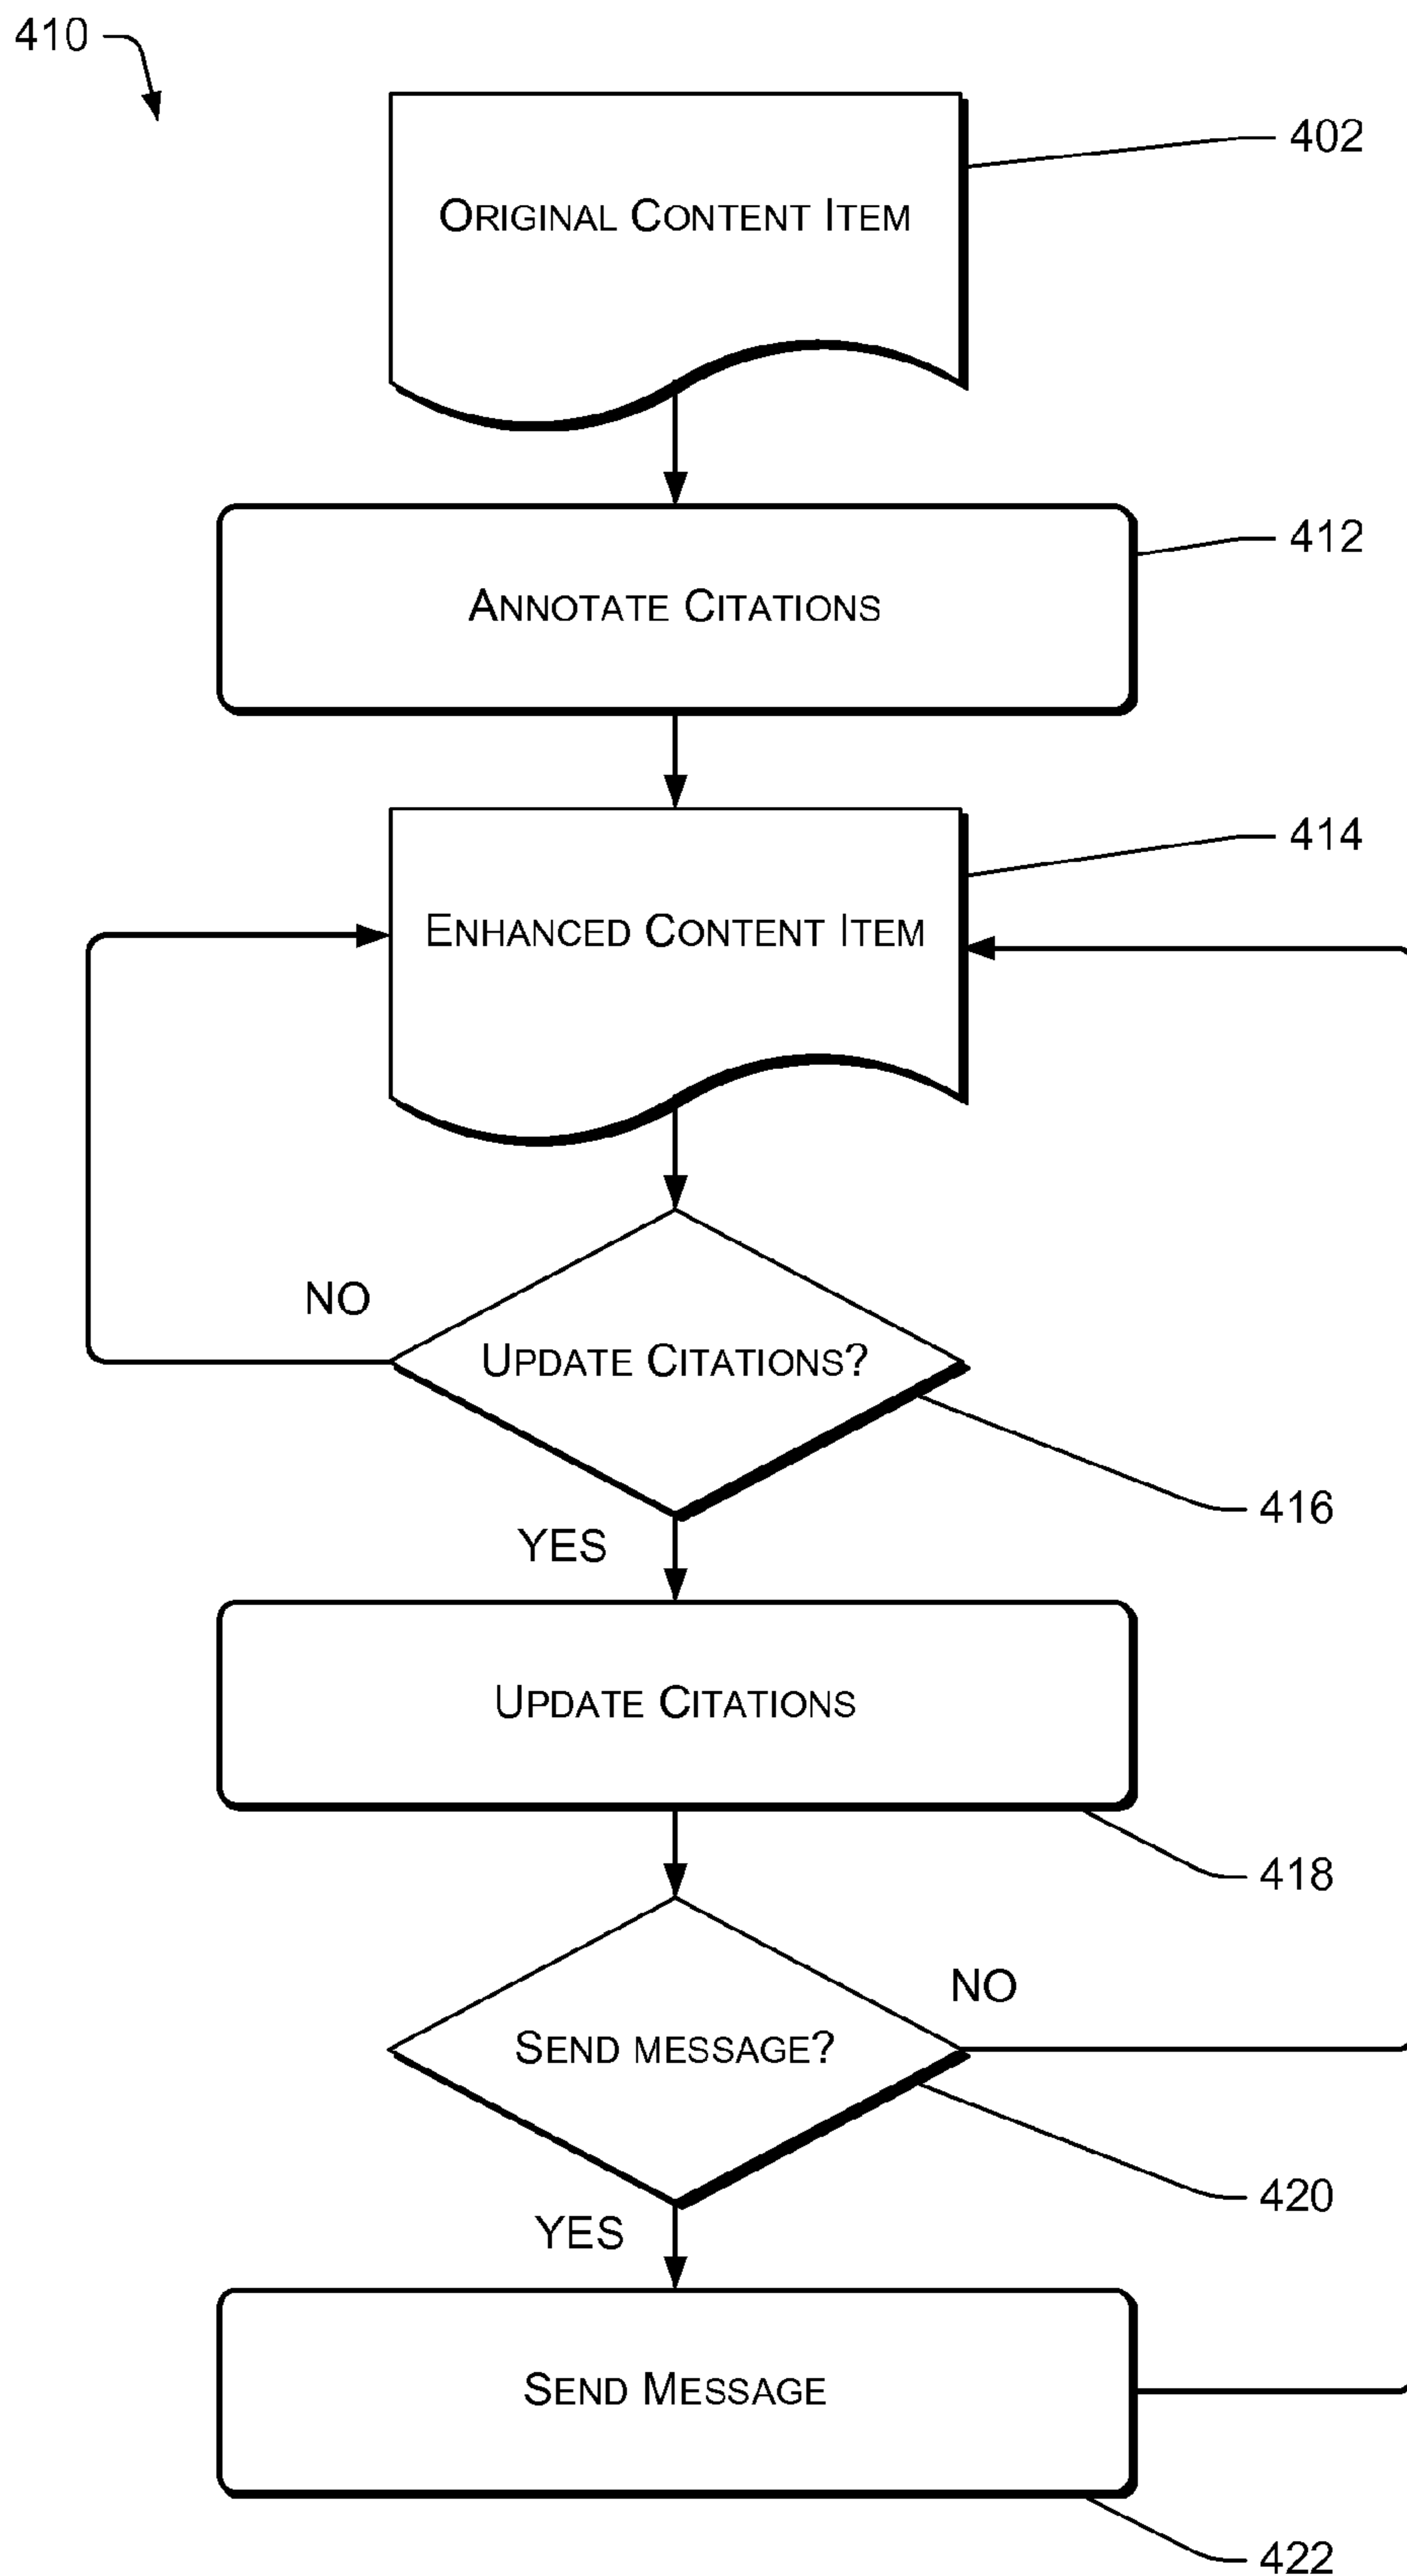 410
402
ORIGINAL CONTENT ITEM
412
ANNOTATE CITATIONS
414
ENHANCED CONTENT ITEM
NO
UPDATE CITATIONS?
416
YES
UPDATE CITATIONS
418
NO
SEND MESSAGE?
420
YES
SEND MESSAGE
422